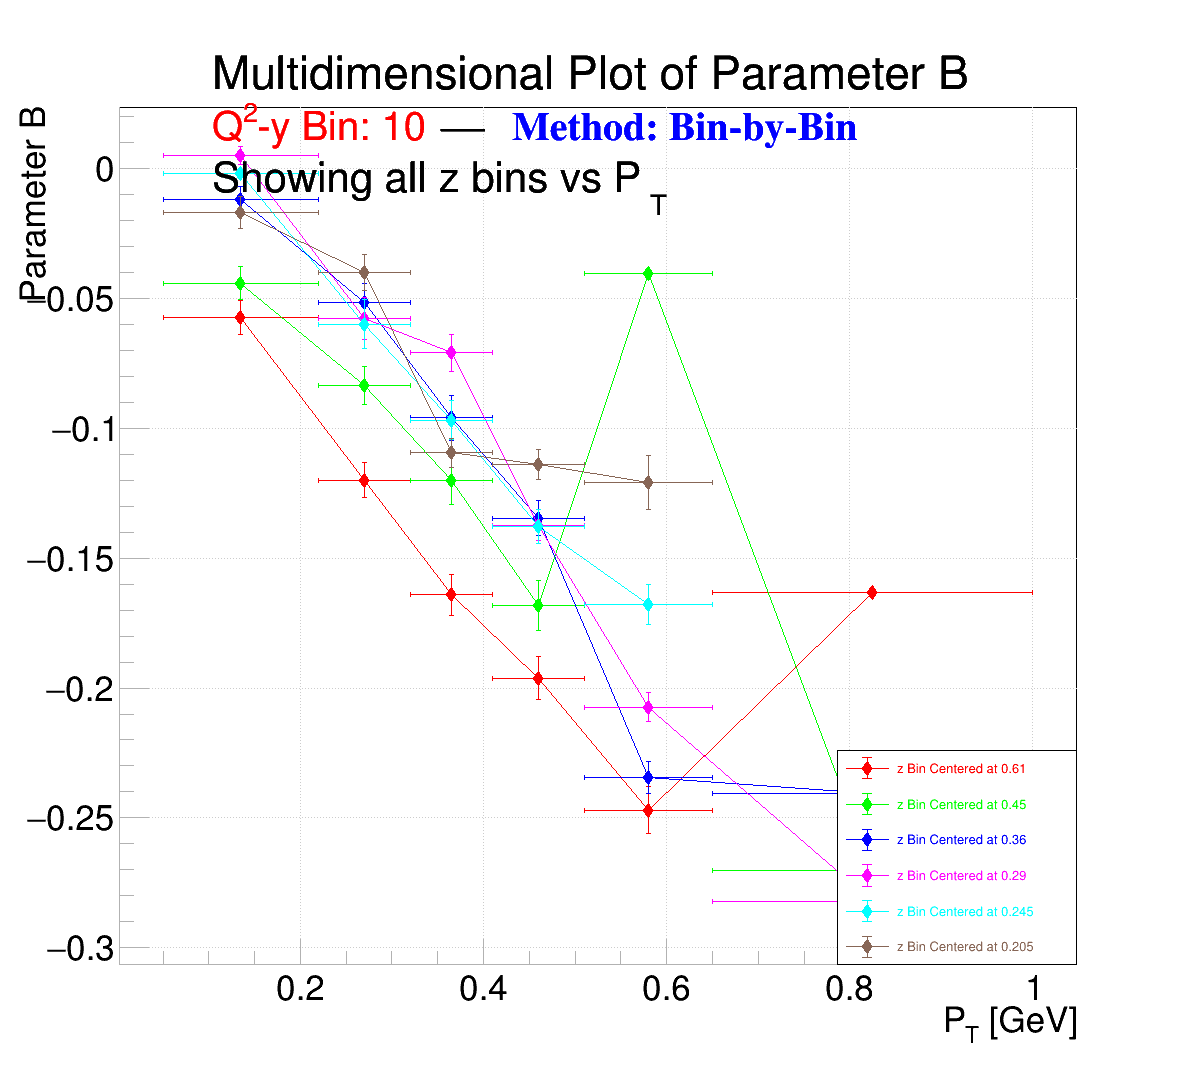 Multidimensional Plot of Parameter B
Q²-y Bin: 10 — Method: Bin-by-Bin
Showing all z bins vs P_T
Parameter B
0
−0.05
−0.1
−0.15
−0.2
−0.25
−0.3
z Bin Centered at 0.61
z Bin Centered at 0.45
z Bin Centered at 0.36
z Bin Centered at 0.29
z Bin Centered at 0.245
z Bin Centered at 0.205
0.2 0.4 0.6 0.8 1
P_T [GeV]